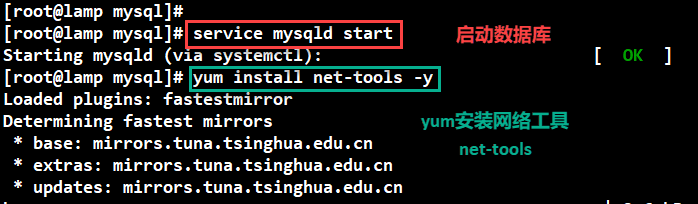 [root@lamp mysql]#
[root@lamp mysql]# service mysqld start 启动数据库
Starting mysqld (via systemctl): [ OK ]
[root@lamp mysql]# yum install net-tools -y
Loaded plugins: fastestmirror
Determining fastest mirrors yum安装网络工具
* base: mirrors.tuna.tsinghua.edu.cn net-tools
* extras: mirrors.tuna.tsinghua.edu.cn
* updates: mirrors.tuna.tsinghua.edu.cn